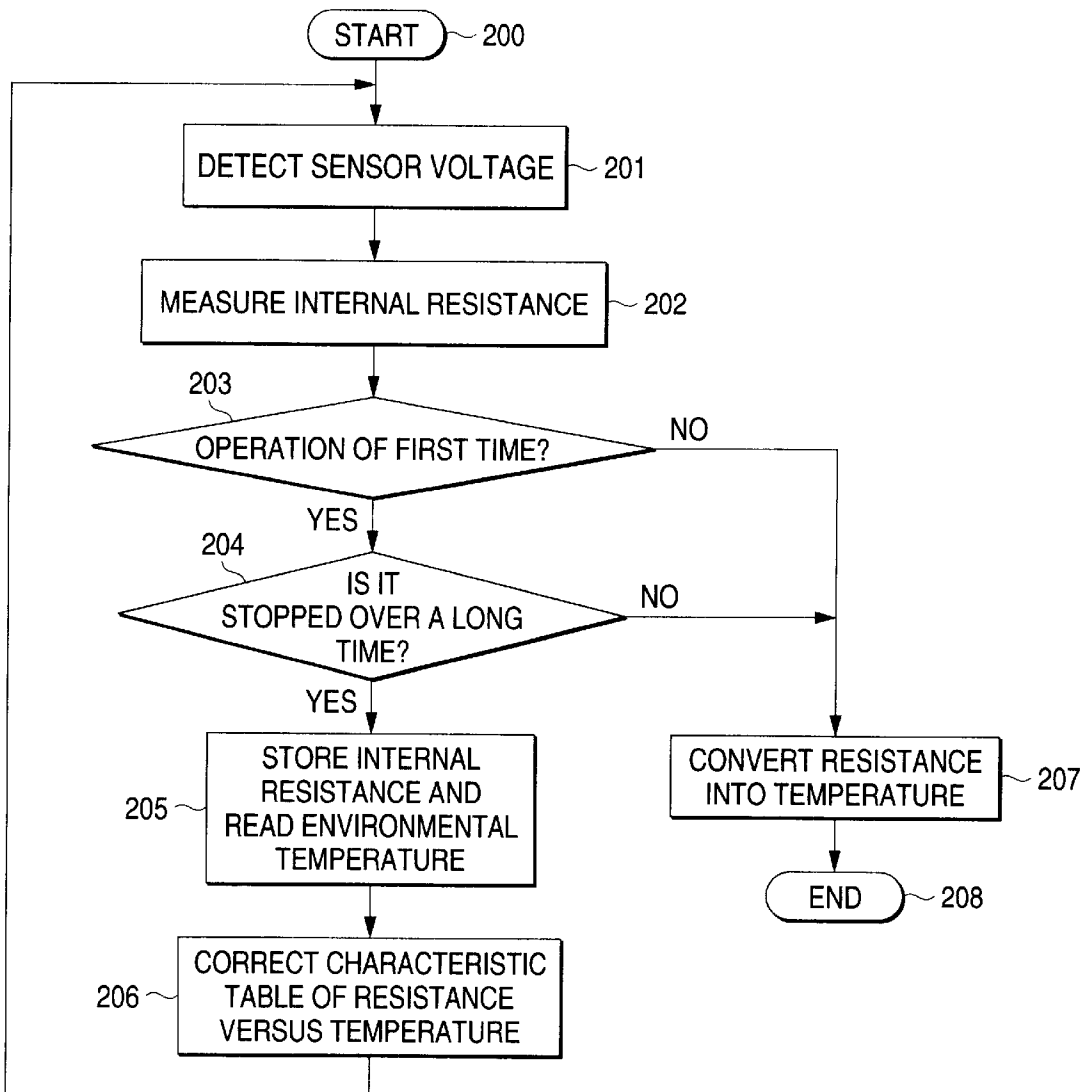 START
200
DETECT SENSOR VOLTAGE
201
MEASURE INTERNAL RESISTANCE
202
203
OPERATION OF FIRST TIME?
NO
YES
204
IS IT
STOPPED OVER A LONG
TIME?
NO
YES
STORE INTERNAL
RESISTANCE AND
READ ENVIRONMENTAL
TEMPERATURE
205
CONVERT RESISTANCE
INTO TEMPERATURE
207
END
208
CORRECT CHARACTERISTIC
TABLE OF RESISTANCE
VERSUS TEMPERATURE
206